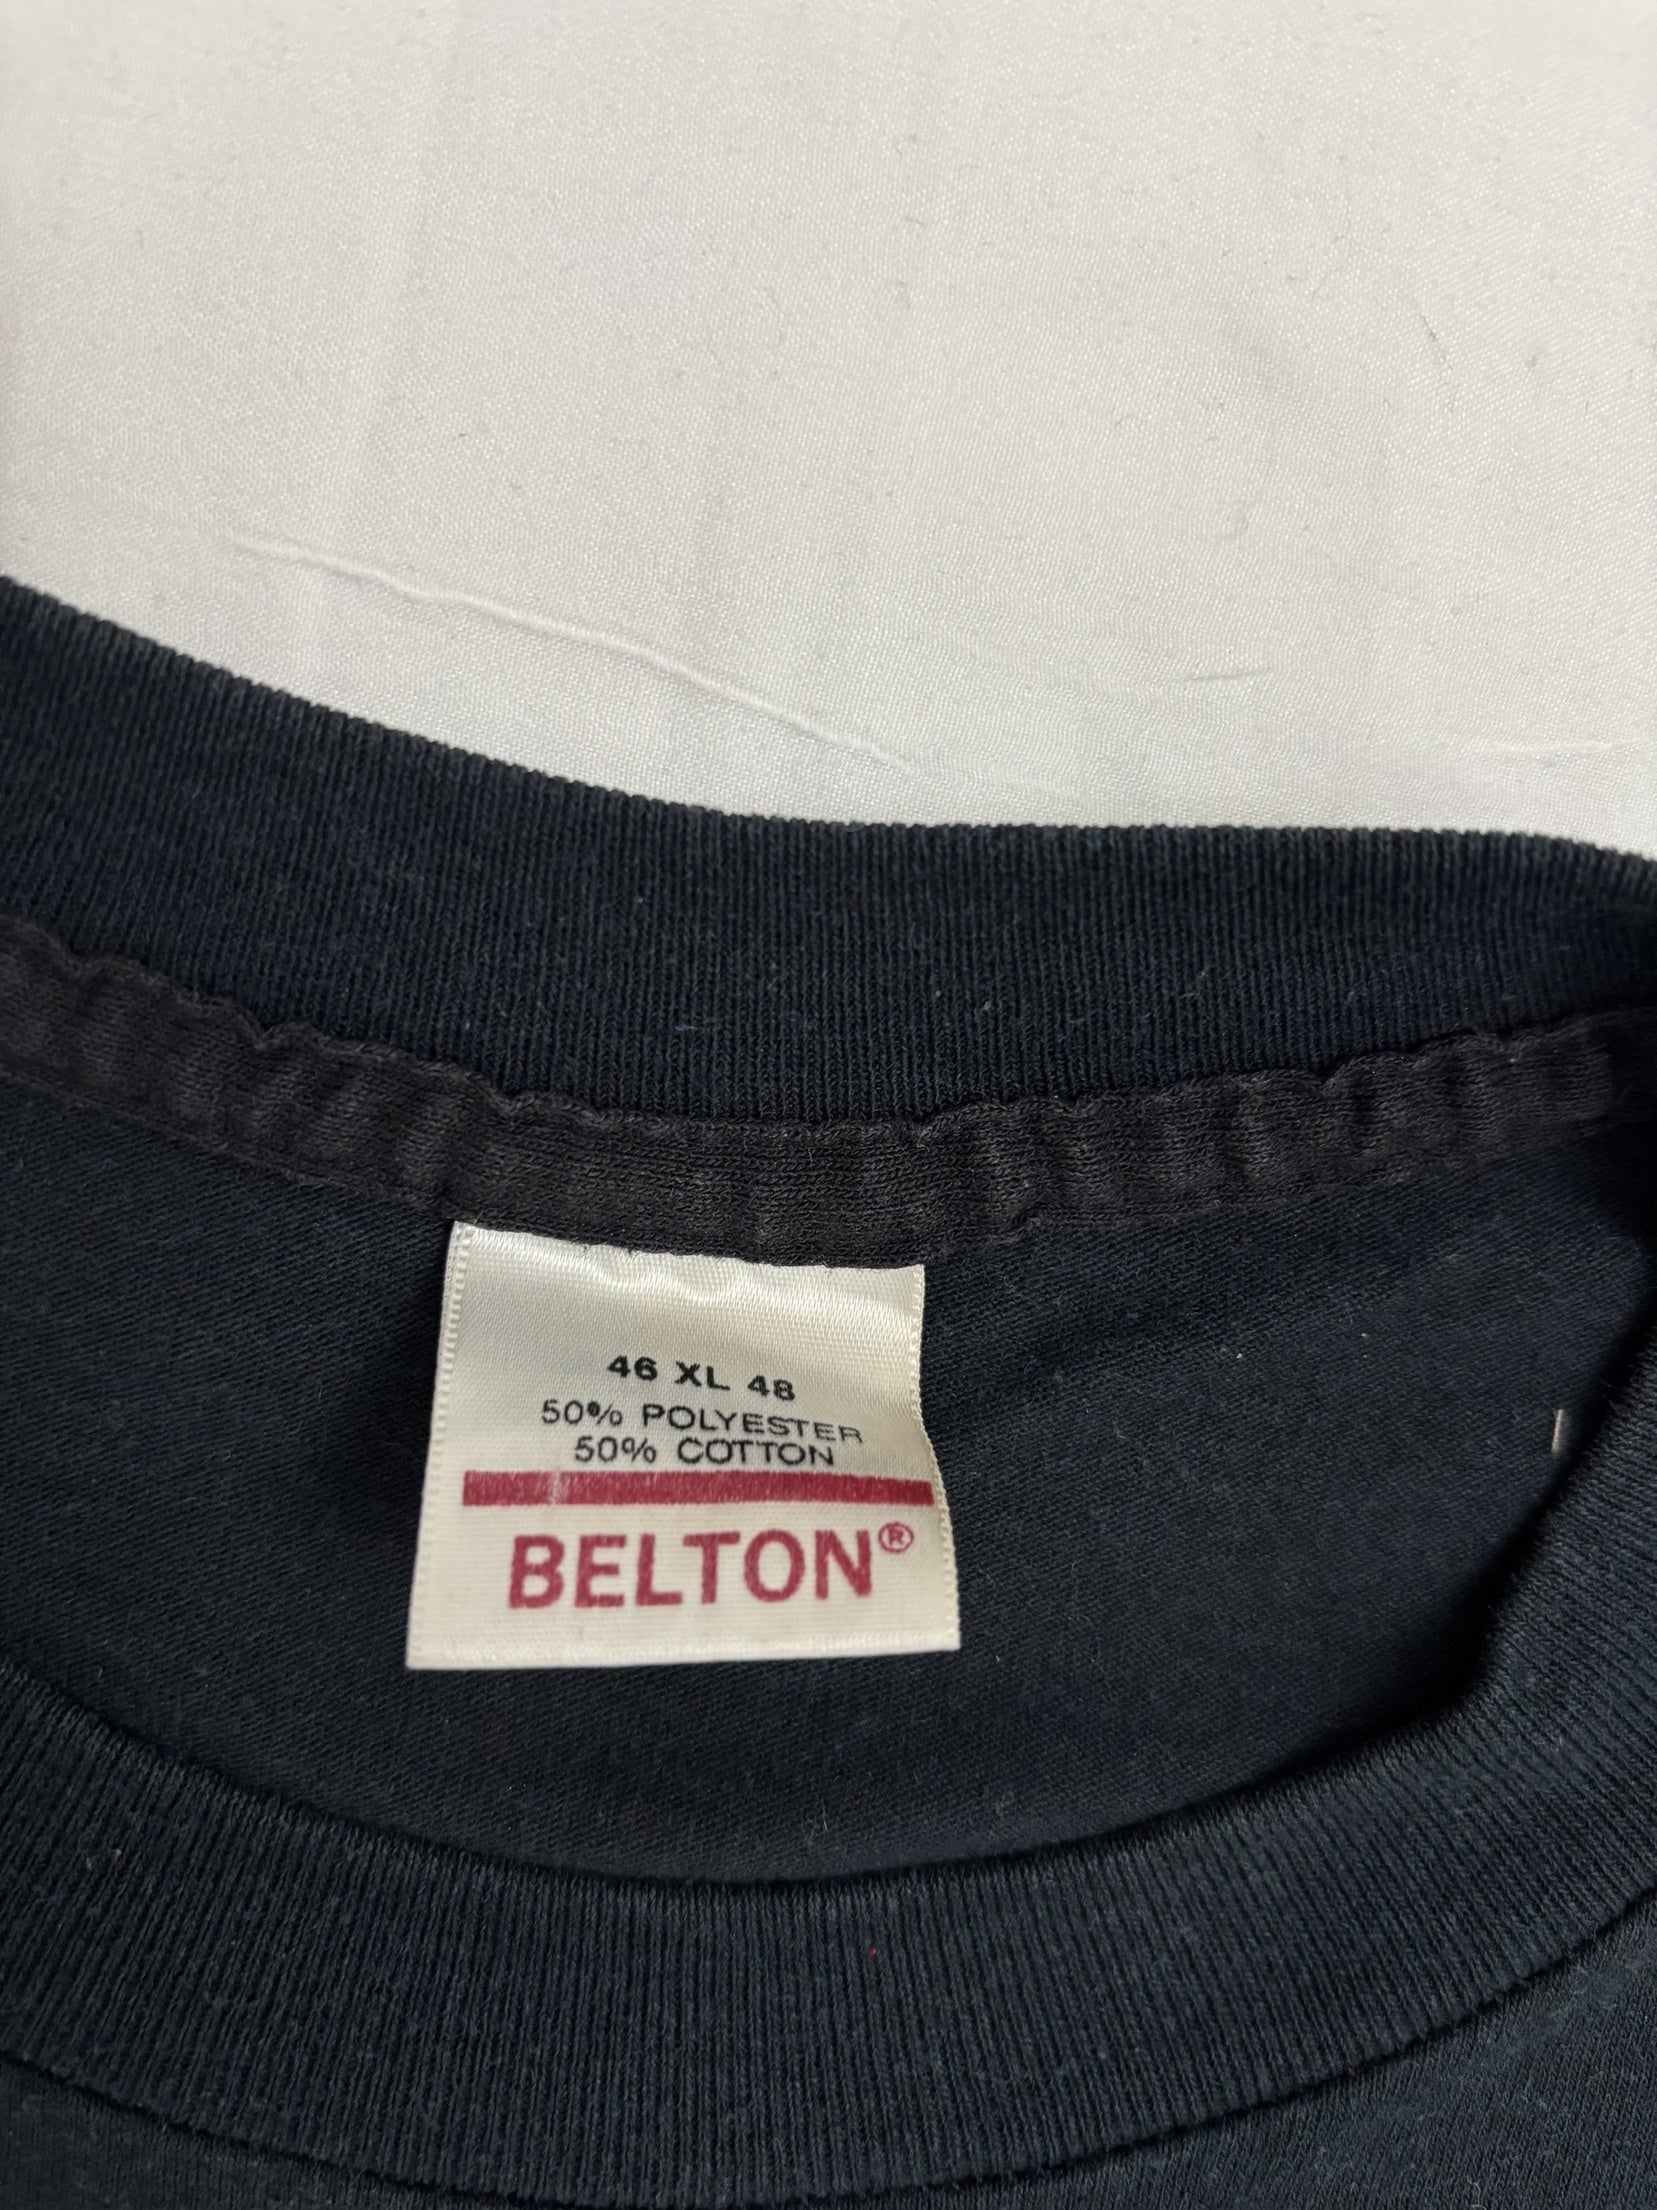 46 XL 48
50% POLYESTER
50% COTTON
BELTON®